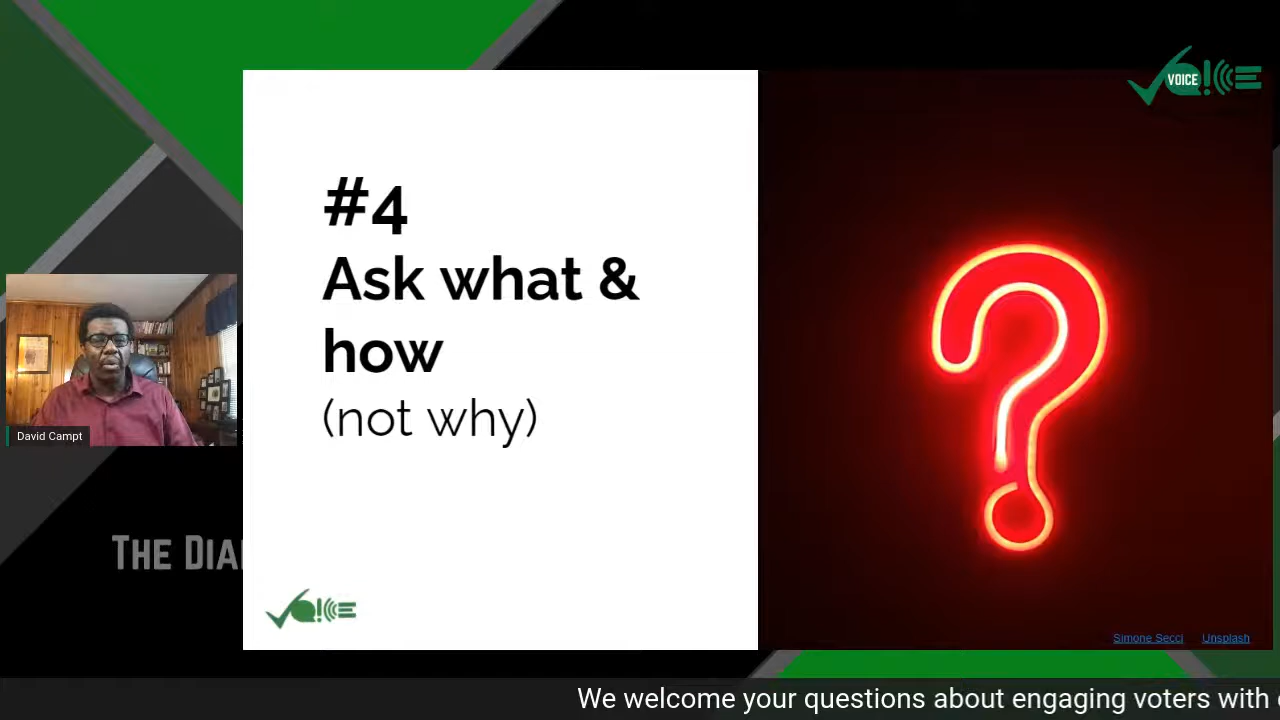 VOICE
#4
Ask what &
how
(not why)
David Campt
THE DIA
VOICE
Simone Secci Unsplash
We welcome your questions about engaging voters with